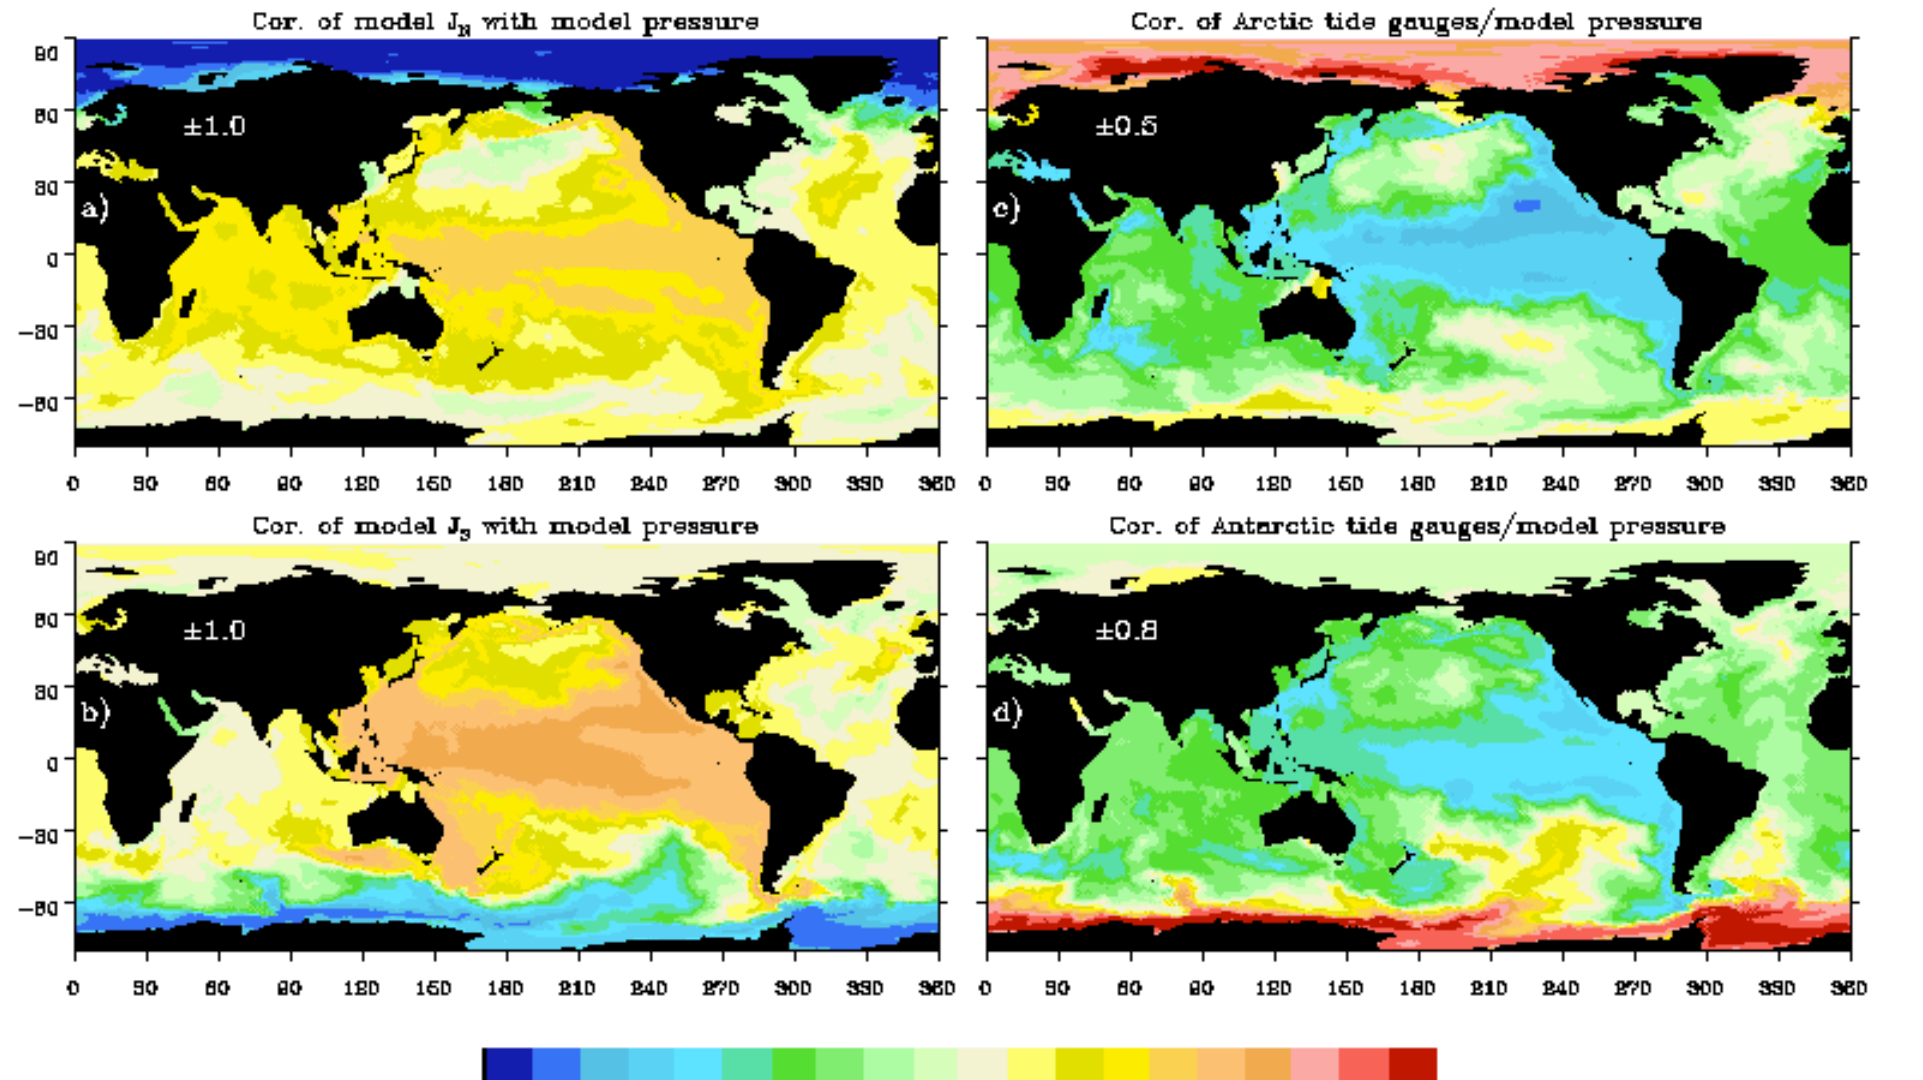 Cor. of model J_N with model pressure
Cor. of Arctic tide gauges/model pressure
90
60
30
0
-30
-60
±1.0
a)
±0.5
c)
0 30 60 90 120 150 180 210 240 270 300 330 360
0 30 60 90 120 150 180 210 240 270 300 330 360
Cor. of model J_S with model pressure
Cor. of Antarctic tide gauges/model pressure
90
60
30
0
-30
-60
±1.0
b)
±0.8
d)
0 30 60 90 120 150 180 210 240 270 300 330 360
0 30 60 90 120 150 180 210 240 270 300 330 360